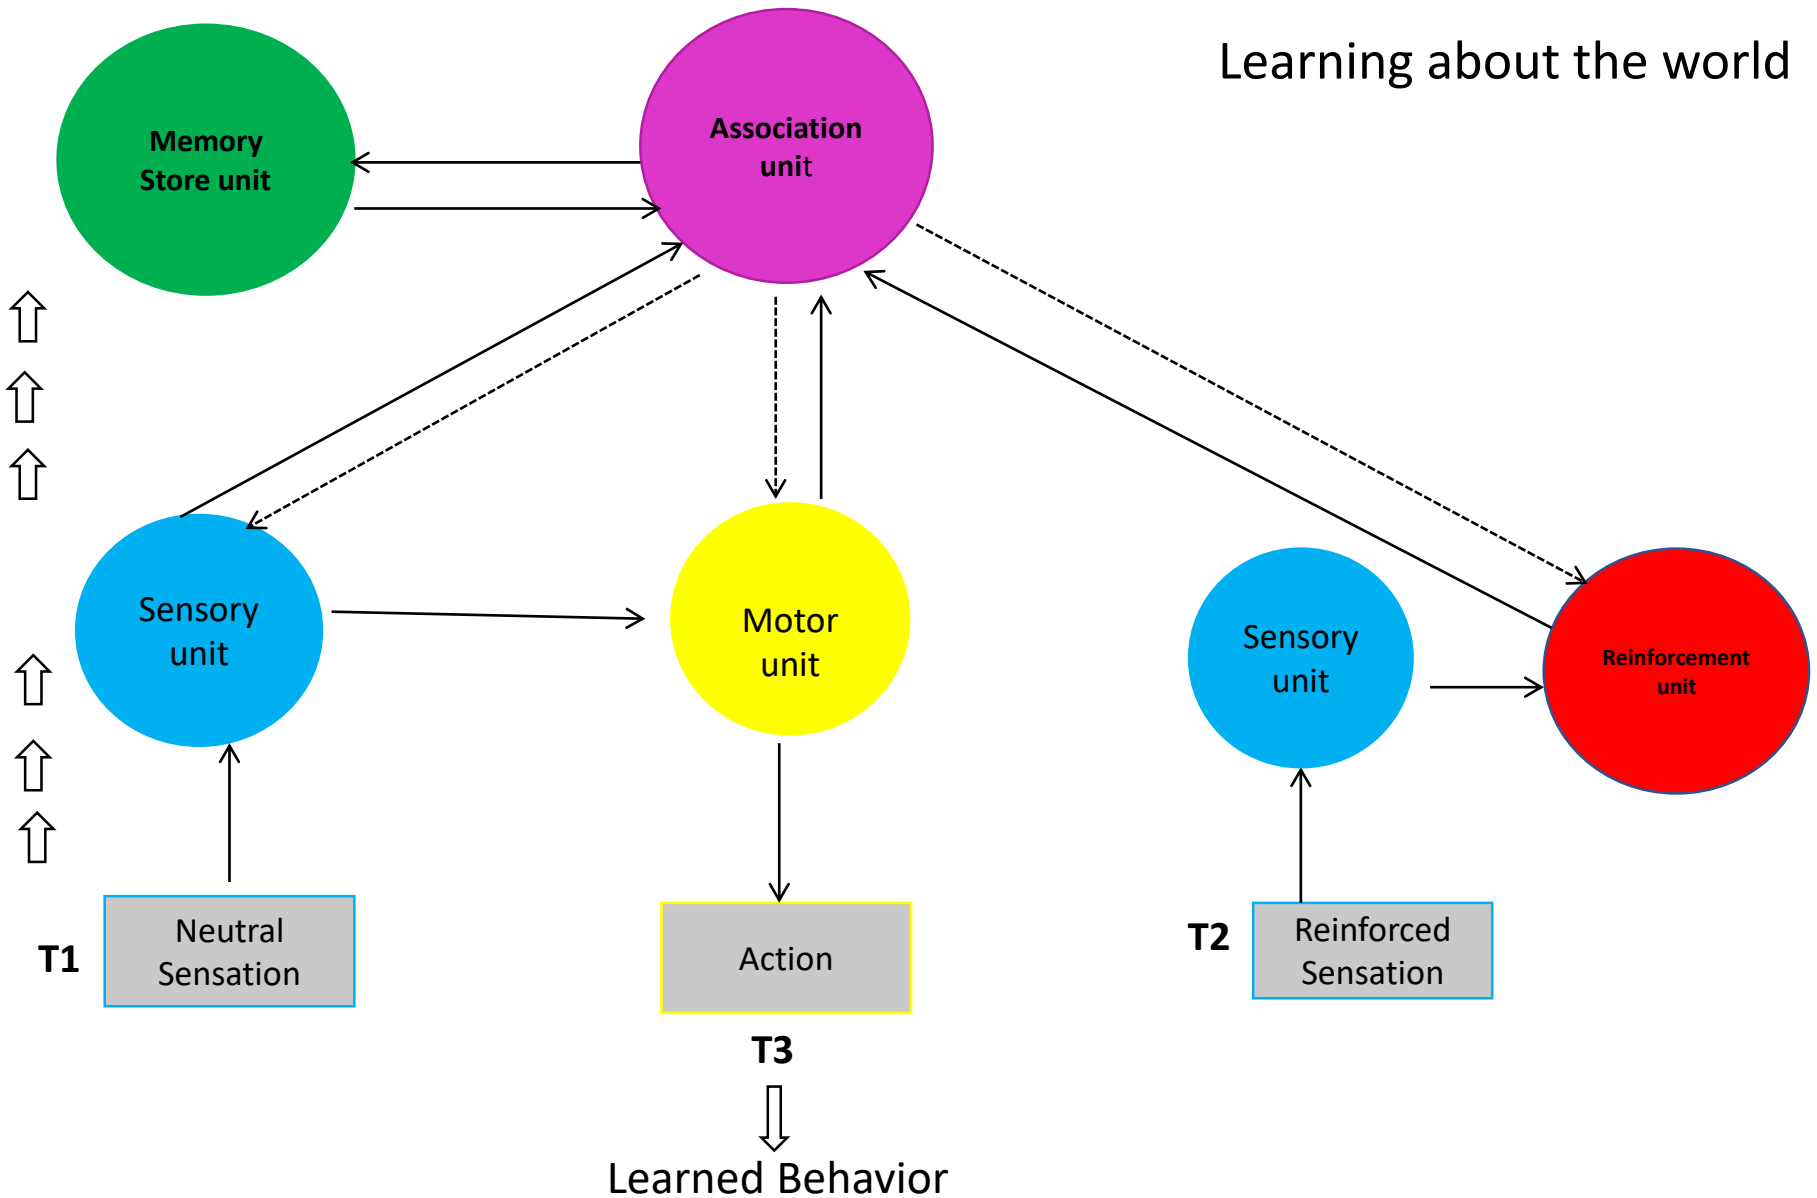 Learning about the world
Memory
Store unit
Association
unit
Sensory
unit
Motor
unit
Sensory
unit
Reinforcement
unit
T1
Neutral
Sensation
Action
T2
Reinforced
Sensation
T3
Learned Behavior